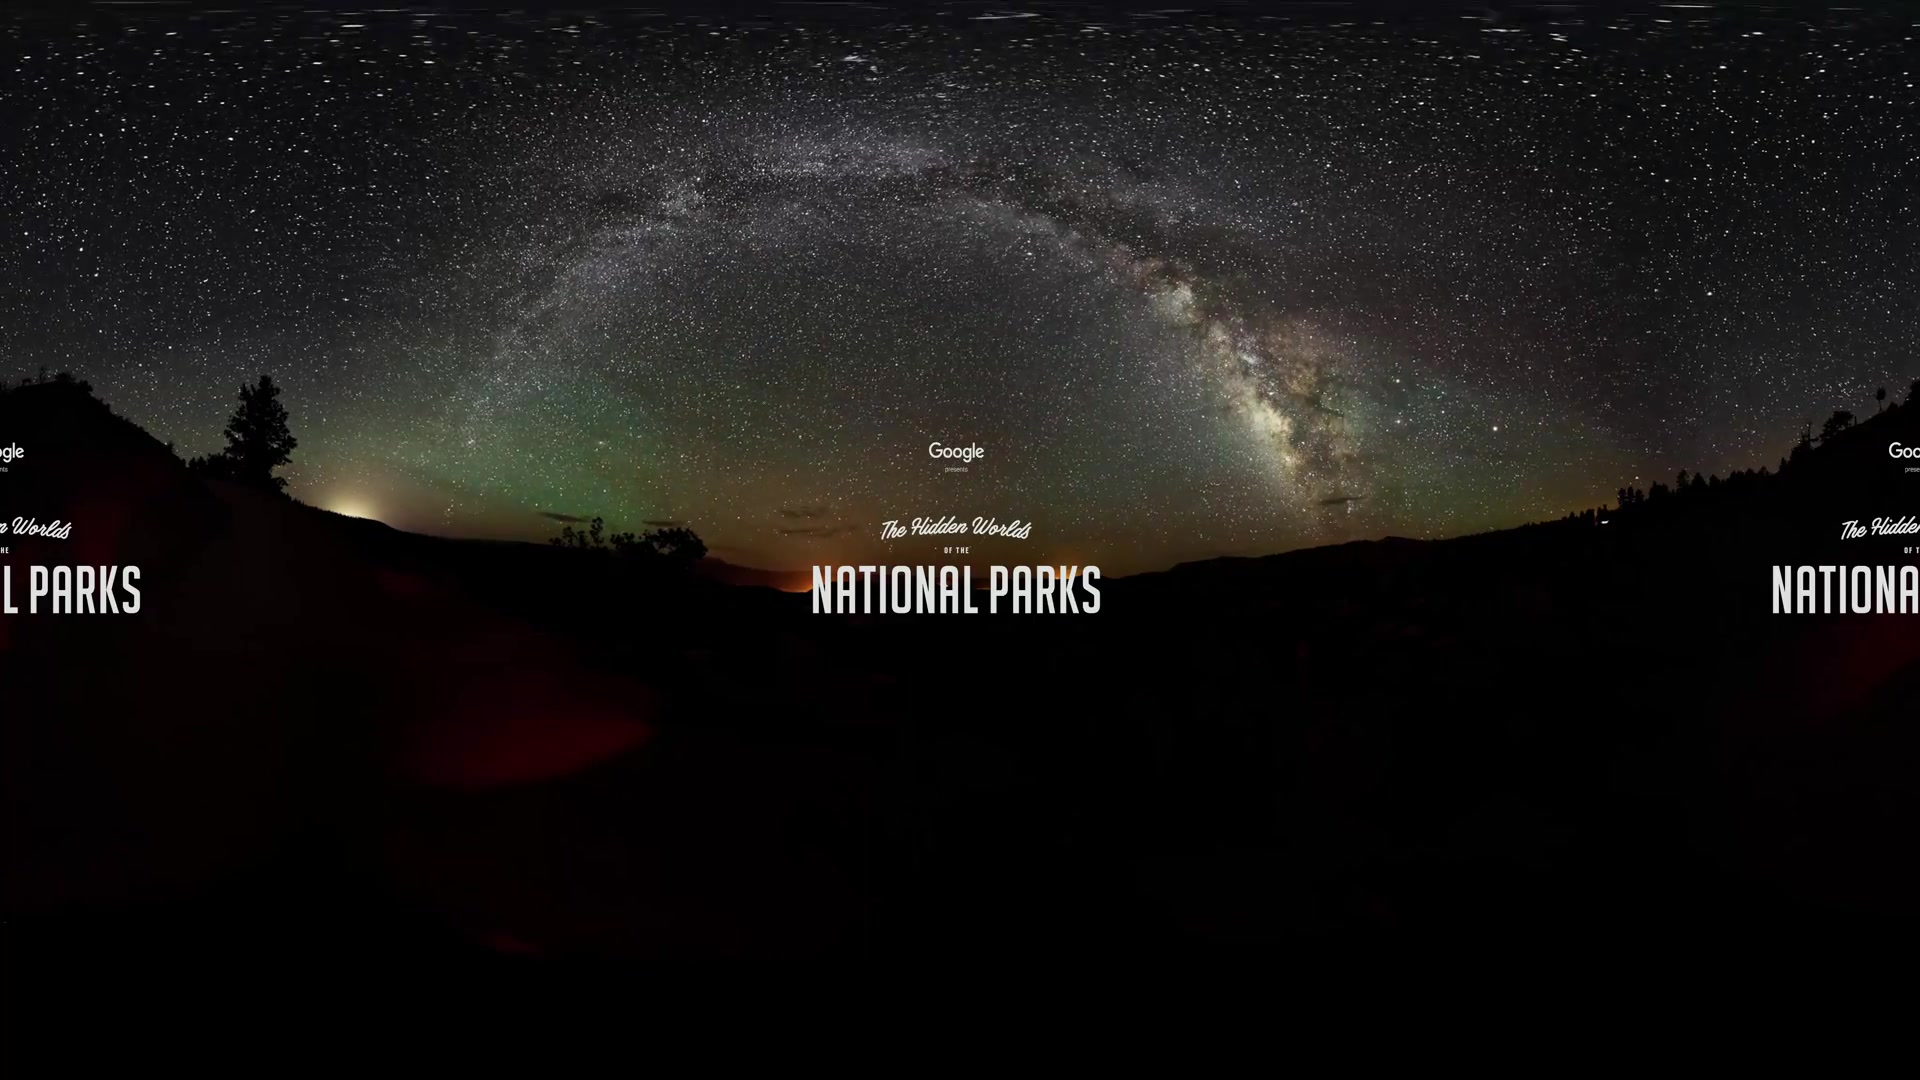 Google
presents
The Hidden Worlds
OF THE
NATIONAL PARKS
ogle
nts
n Worlds
HE
L PARKS
Goo
prese
The Hidden
OF T
NATIONA